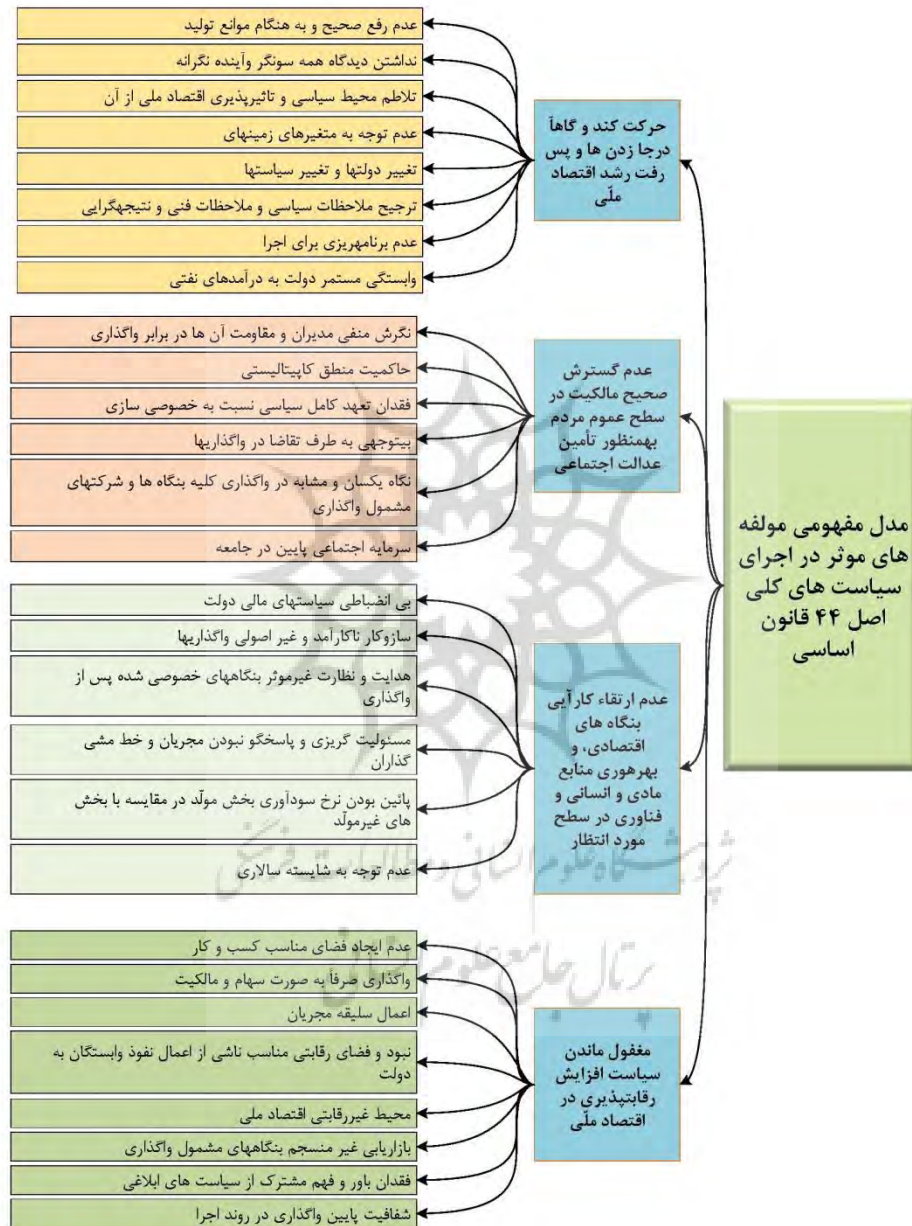 مدل مفهومی مولفه
های موثر در اجرای
سیاست های کلی
اصل ۴۴ قانون
اساسی
حرکت کند و گاهاً
درجا زدن ها و پس
رفت رشد اقتصاد
ملّی
عدم رفع صحیح و به هنگام موانع تولید
نداشتن دیدگاه همه سونگر وآینده نگرانه
تلاطم محیط سیاسی و تاثیرپذیری اقتصاد ملی از آن
عدم توجه به متغیرهای زمینهای
تغییر دولتها و تغییر سیاستها
ترجیح ملاحظات سیاسی و ملاحظات فنی و نتیجهگرایی
عدم برنامهریزی برای اجرا
وابستگی مستمر دولت به درآمدهای نفتی
عدم گسترش
صحیح مالکیت در
سطح عموم مردم
بهمنظور تأمین
عدالت اجتماعی
نگرش منفی مدیران و مقاومت آن ها در برابر واگذاری
حاکمیت منطق کاپیتالیستی
فقدان تعهد کامل سیاسی نسبت به خصوصی سازی
بیتوجهی به طرف تقاضا در واگذاریها
نگاه یکسان و مشابه در واگذاری کلیه بنگاه ها و شرکتهای
مشمول واگذاری
سرمایه اجتماعی پایین در جامعه
عدم ارتقاء کارآیی
بنگاه های
اقتصادی، و
بهرهوری منابع
مادی و انسانی و
فناوری در سطح
مورد انتظار
بی انضباطی سیاستهای مالی دولت
سازوکار ناکارآمد و غیر اصولی واگذاریها
هدایت و نظارت غیرموثر بنگاههای خصوصی شده پس از
واگذاری
مسئولیت گریزی و پاسخگو نبودن مجریان و خط مشی
گذاران
پائین بودن نرخ سودآوری بخش مولّد در مقایسه با بخش
های غیرمولّد
عدم توجه به شایسته سالاری
مغفول ماندن
سیاست افزایش
رقابتپذیری در
اقتصاد ملّی
عدم ایجاد فضای مناسب کسب و کار
واگذاری صرفاً به صورت سهام و مالکیت
اعمال سلیقه مجریان
نبود و فضای رقابتی مناسب ناشی از اعمال نفوذ وابستگان به
دولت
محیط غیررقابتی اقتصاد ملی
بازاریابی غیر منسجم بنگاههای مشمول واگذاری
فقدان باور و فهم مشترک از سیاست های ابلاغی
شفافیت پایین واگذاری در روند اجرا
پژوهشگاه علوم انسانی و مطالعات فرهنگی
پرتال جامع علوم انسانی